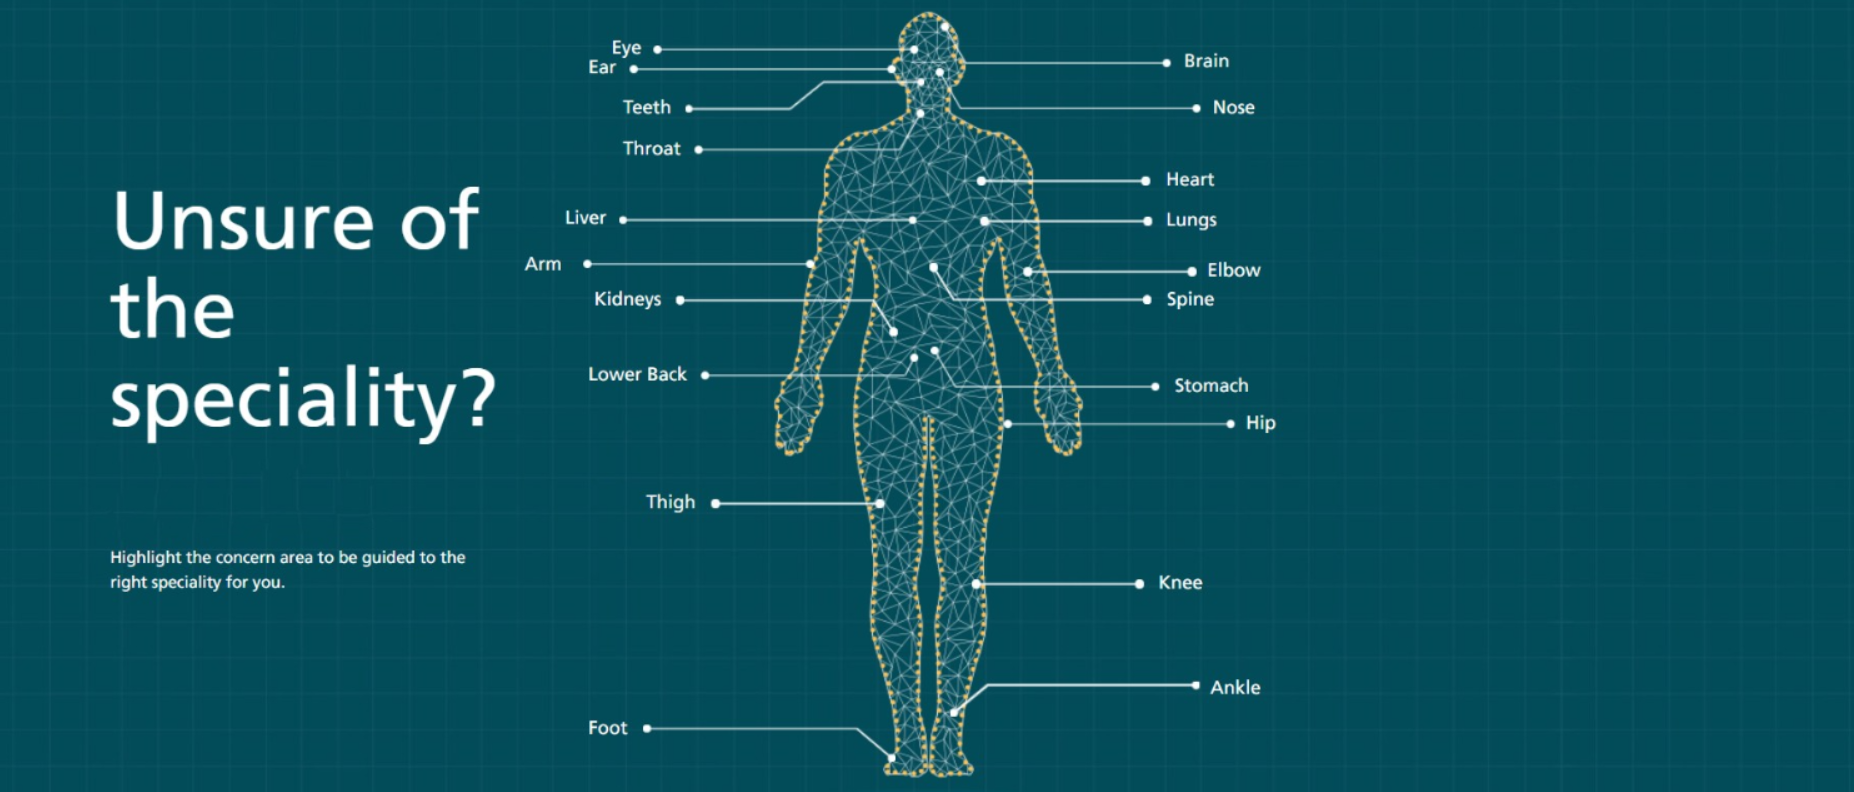 Unsure of
the
speciality?
Highlight the concern area to be guided to the
right speciality for you.
Eye
Ear
Teeth
Throat
Liver
Arm
Kidneys
Lower Back
Thigh
Foot
Brain
Nose
Heart
Lungs
Elbow
Spine
Stomach
Hip
Knee
Ankle